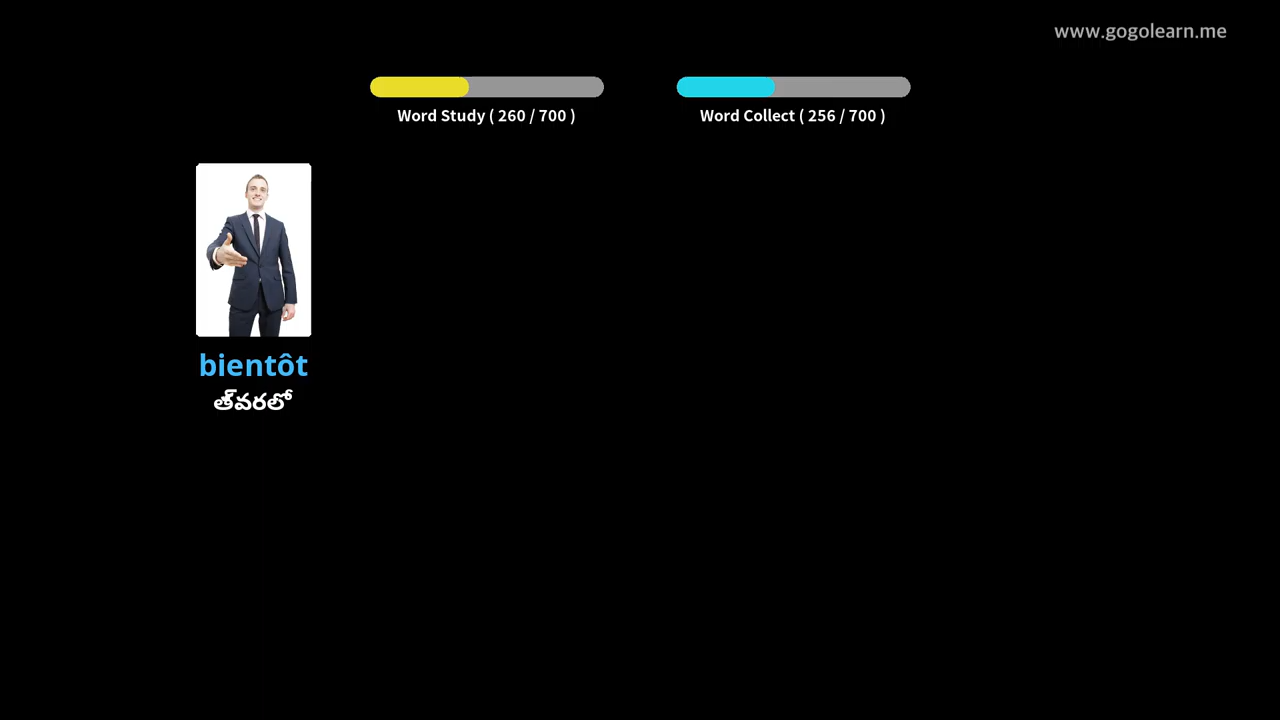 www.gogolearn.me
Word Study ( 260 / 700 )
Word Collect ( 256 / 700 )
bientôt
త్వరలో